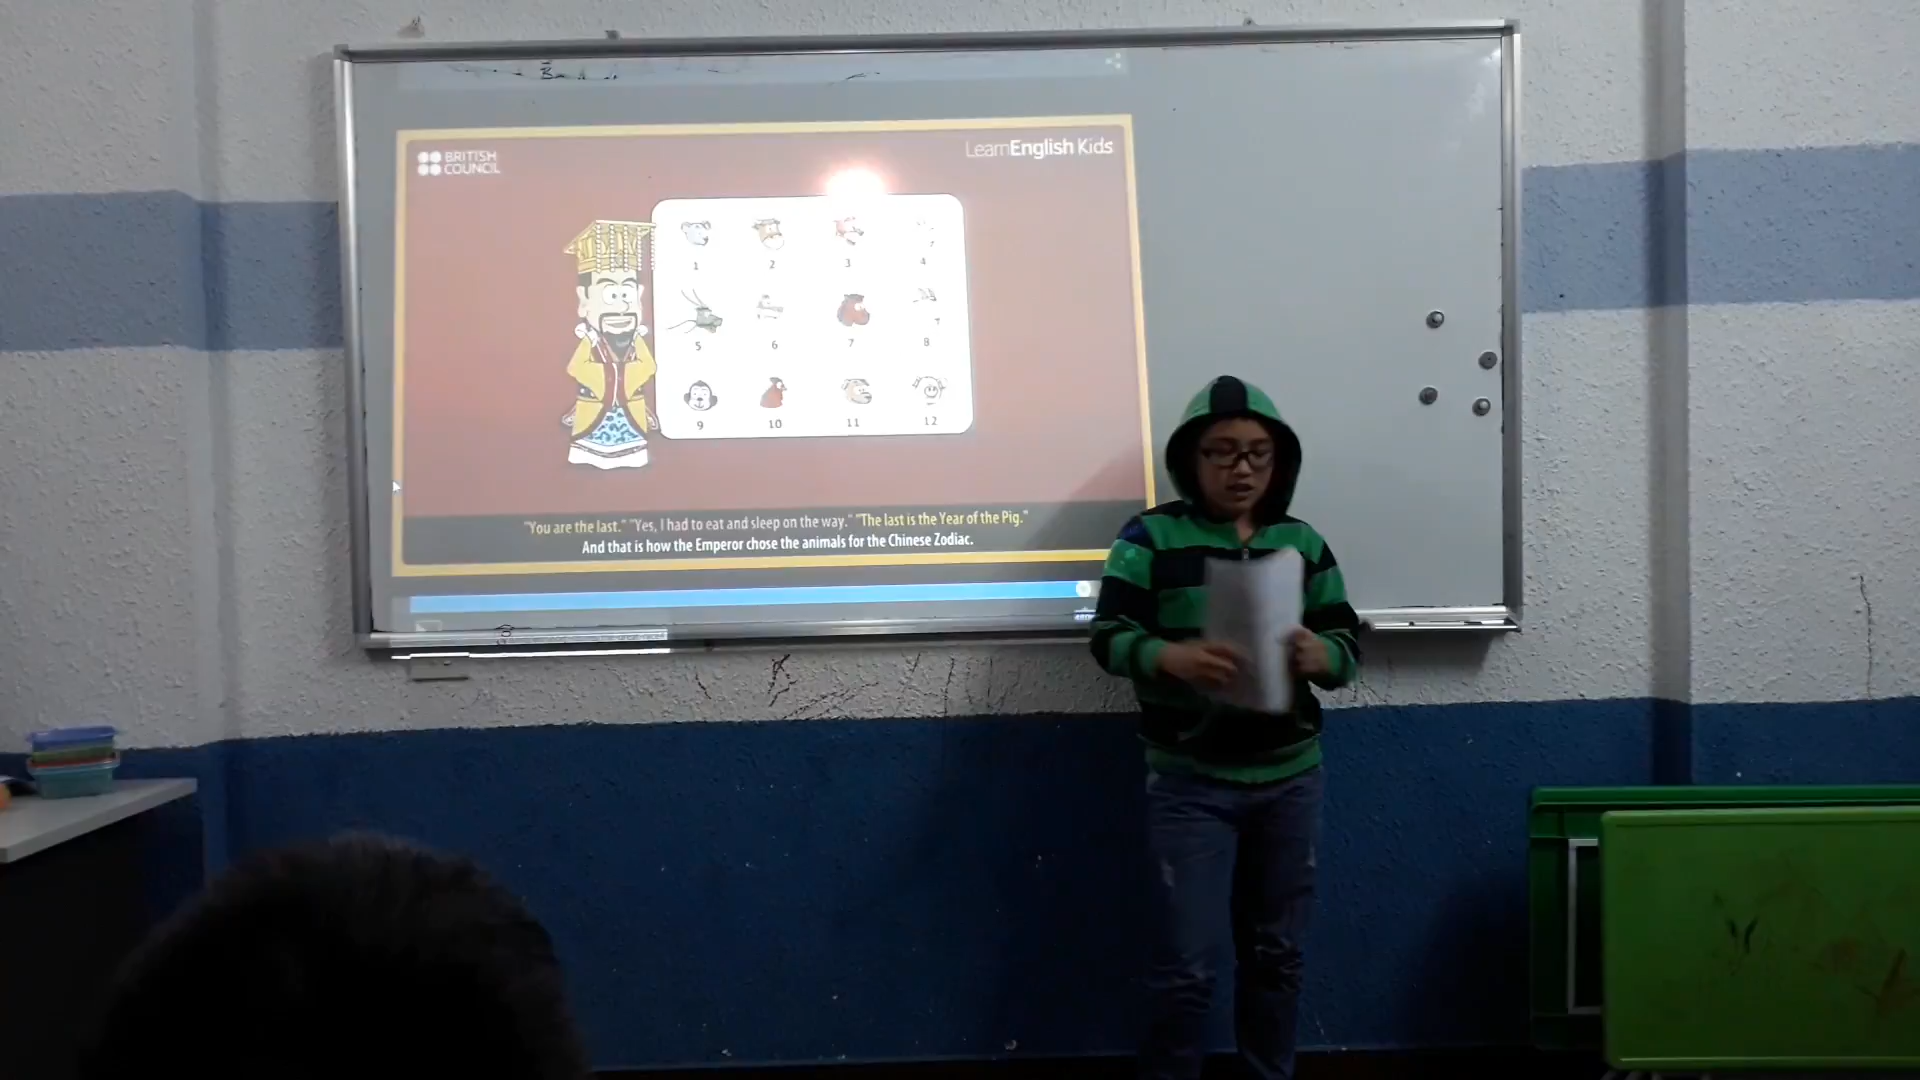 BRITISH
COUNCIL
LearnEnglish Kids
1 2 3 4
5 6 7 8
9 10 11 12
"You are the last." "Yes, I had to eat and sleep on the way." "The last is the Year of the Pig."
And that is how the Emperor chose the animals for the Chinese Zodiac.